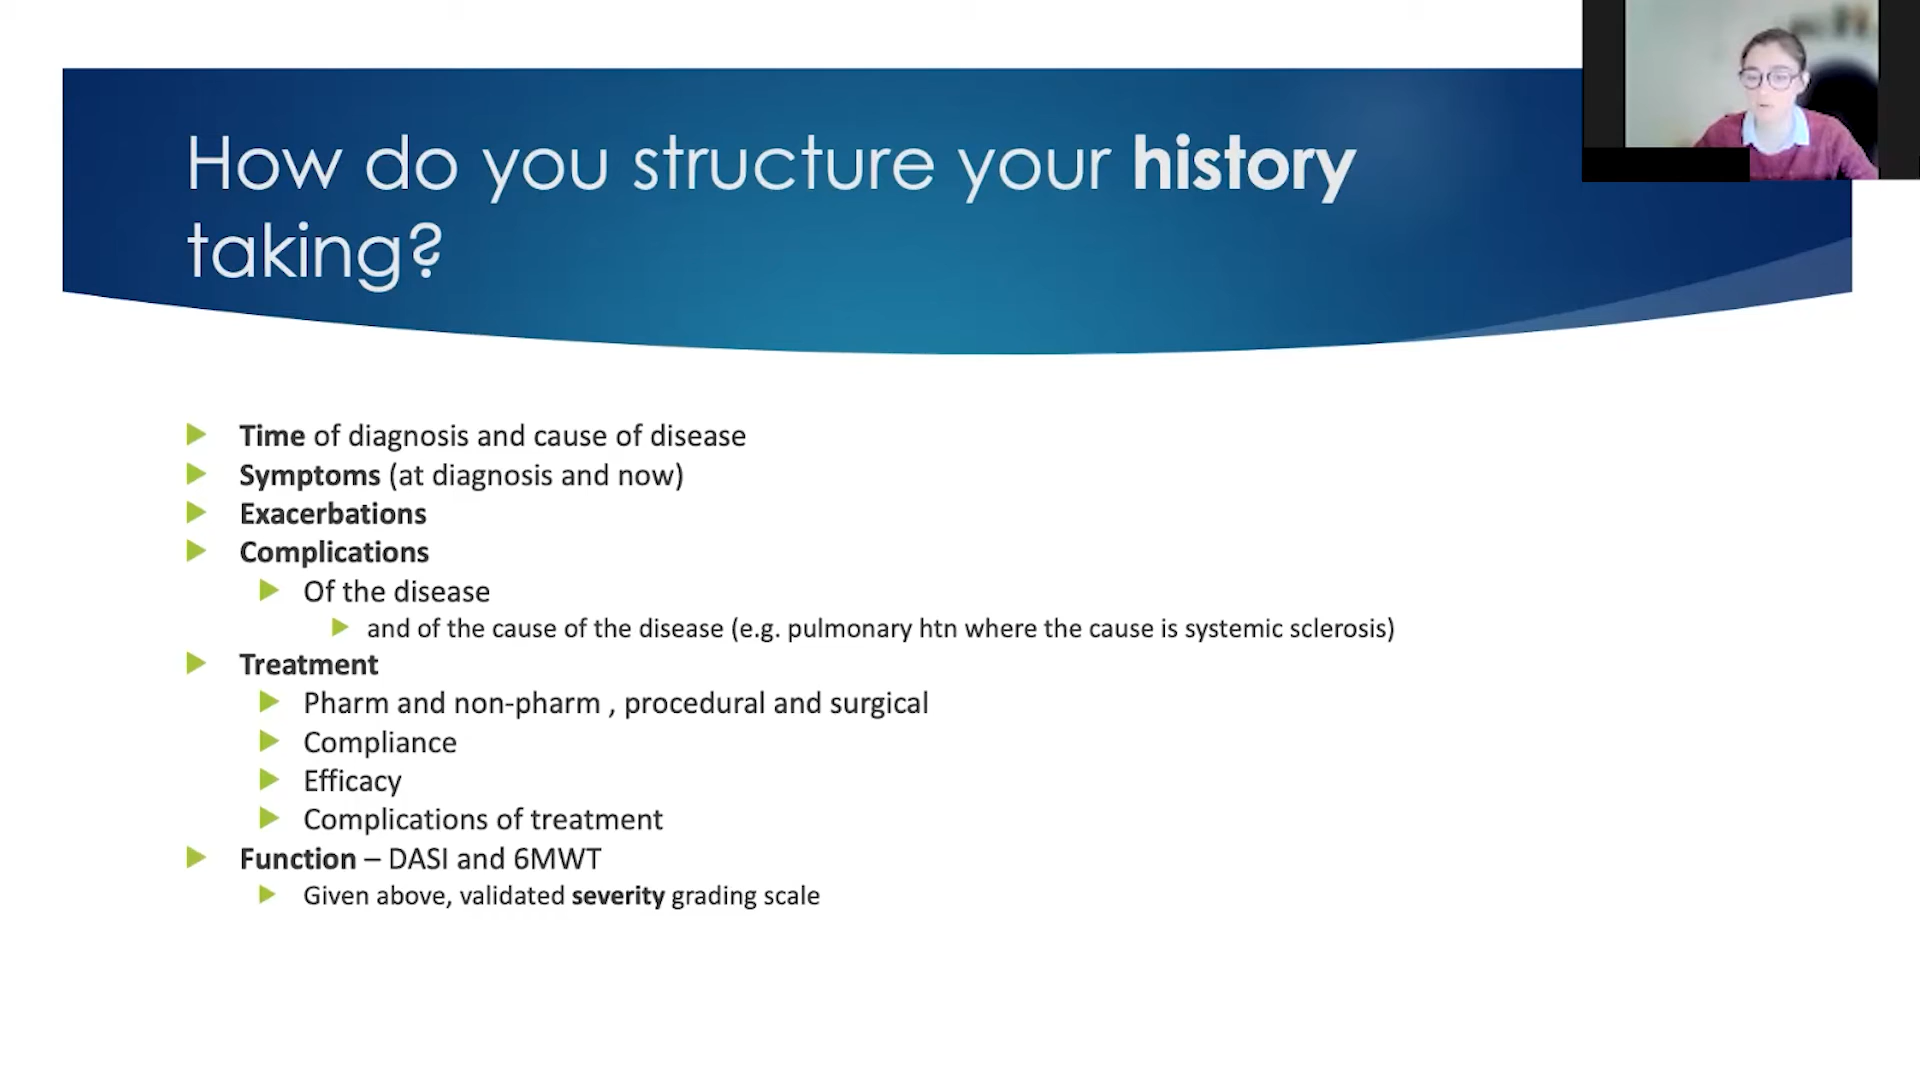 How do you structure your history
taking?
Time of diagnosis and cause of disease
Symptoms (at diagnosis and now)
Exacerbations
Complications
Of the disease
and of the cause of the disease (e.g. pulmonary htn where the cause is systemic sclerosis)
Treatment
Pharm and non-pharm , procedural and surgical
Compliance
Efficacy
Complications of treatment
Function – DASI and 6MWT
Given above, validated severity grading scale